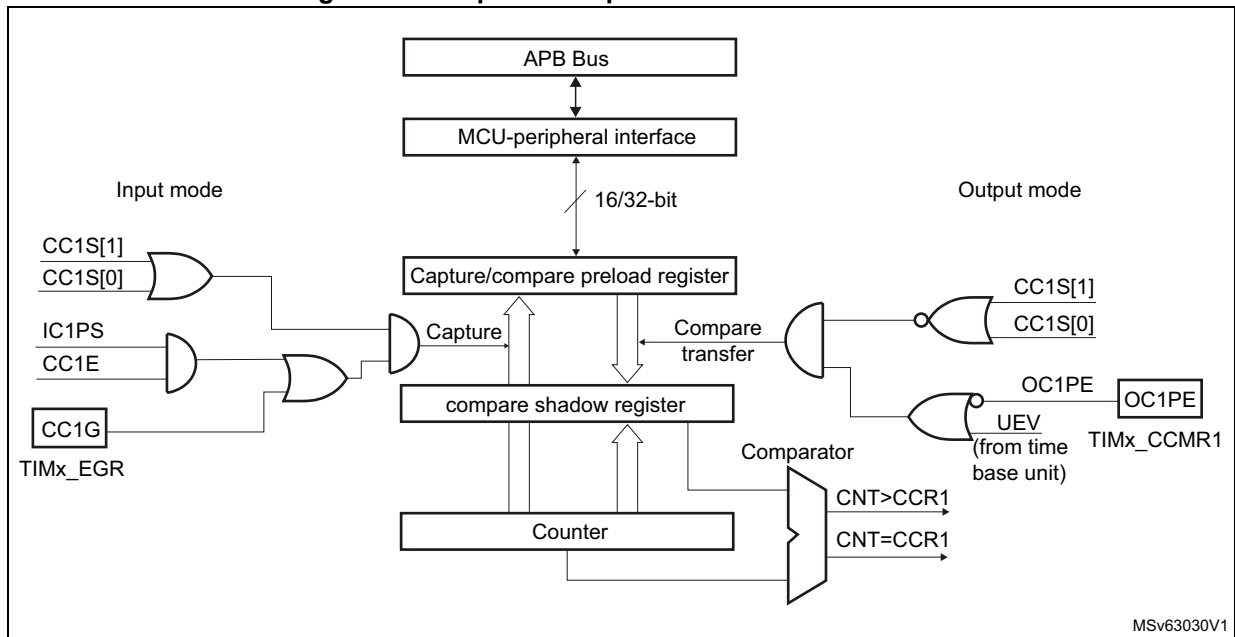 APB Bus
MCU-peripheral interface
Input mode
16/32-bit
Output mode
CC1S[1]
CC1S[0]
Capture/compare preload register
CC1S[1]
CC1S[0]
IC1PS
CC1E
Capture
Compare
transfer
CC1G
TIMx_EGR
compare shadow register
OC1PE
OC1PE
UEV
(from time
base unit)
TIMx_CCMR1
Comparator
CNT>CCR1
CNT=CCR1
Counter
MSv63030V1